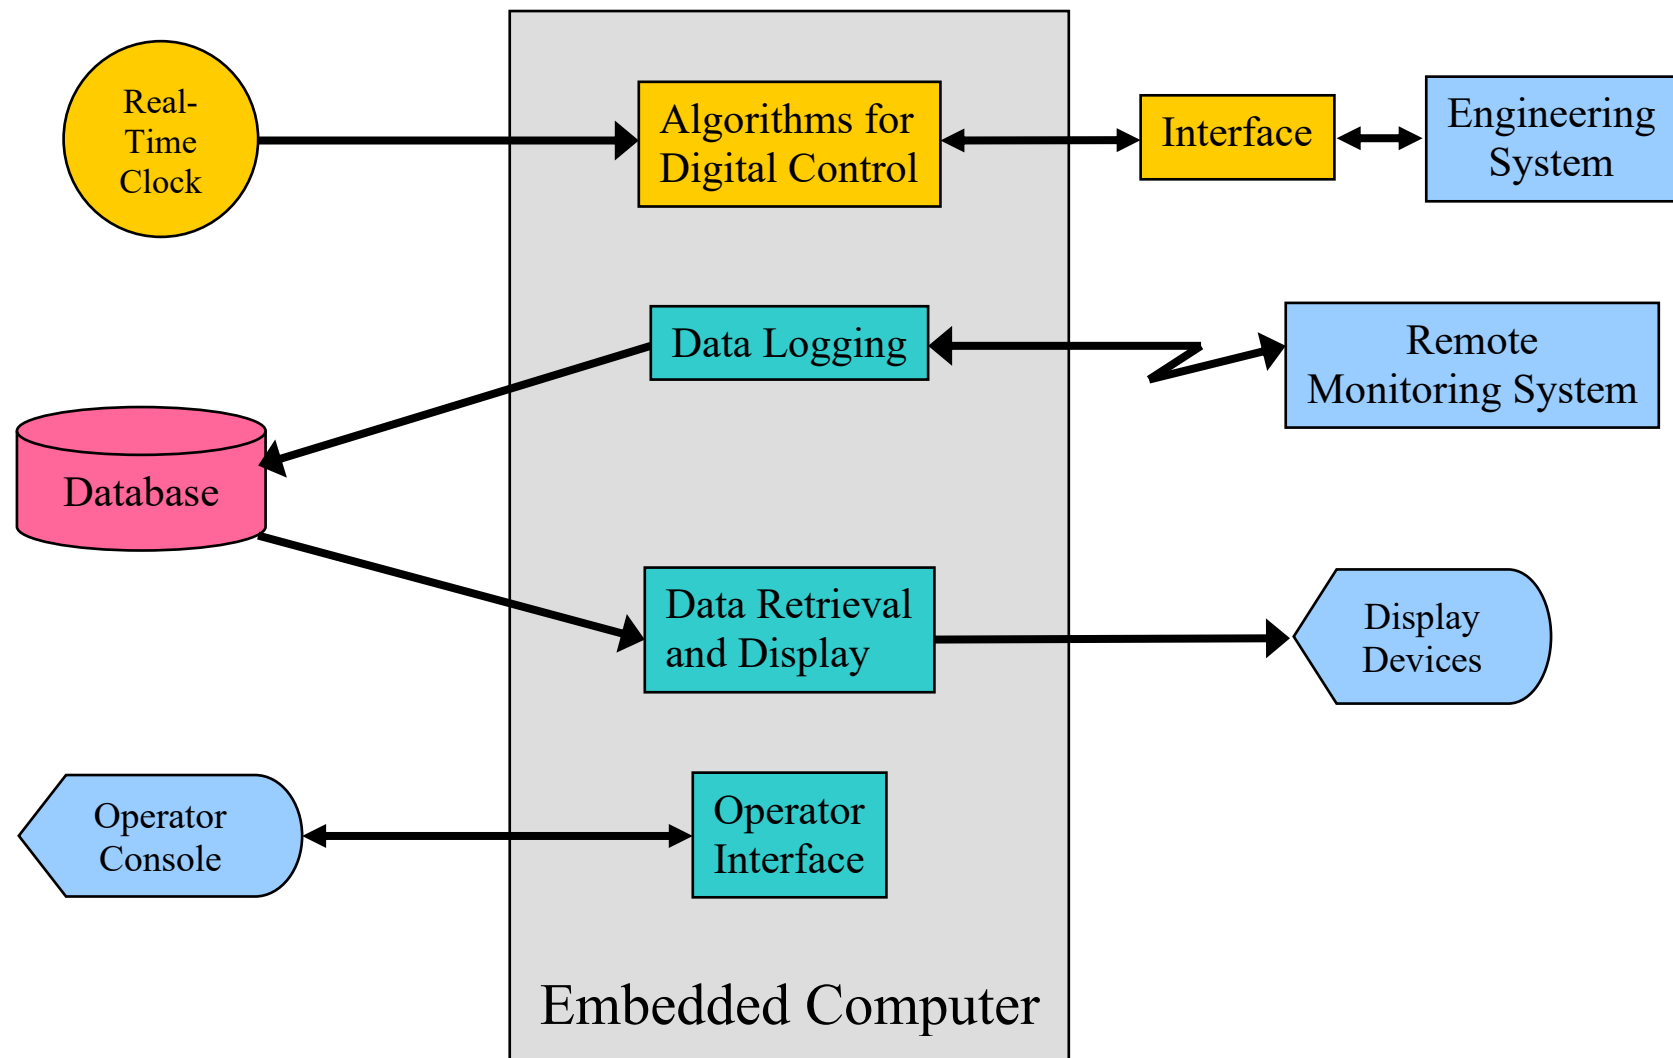 Real-
Time
Clock
Algorithms for
Digital Control
Interface
Engineering
System
Data Logging
Remote
Monitoring System
Database
Data Retrieval
and Display
Display
Devices
Operator
Console
Operator
Interface
Embedded Computer